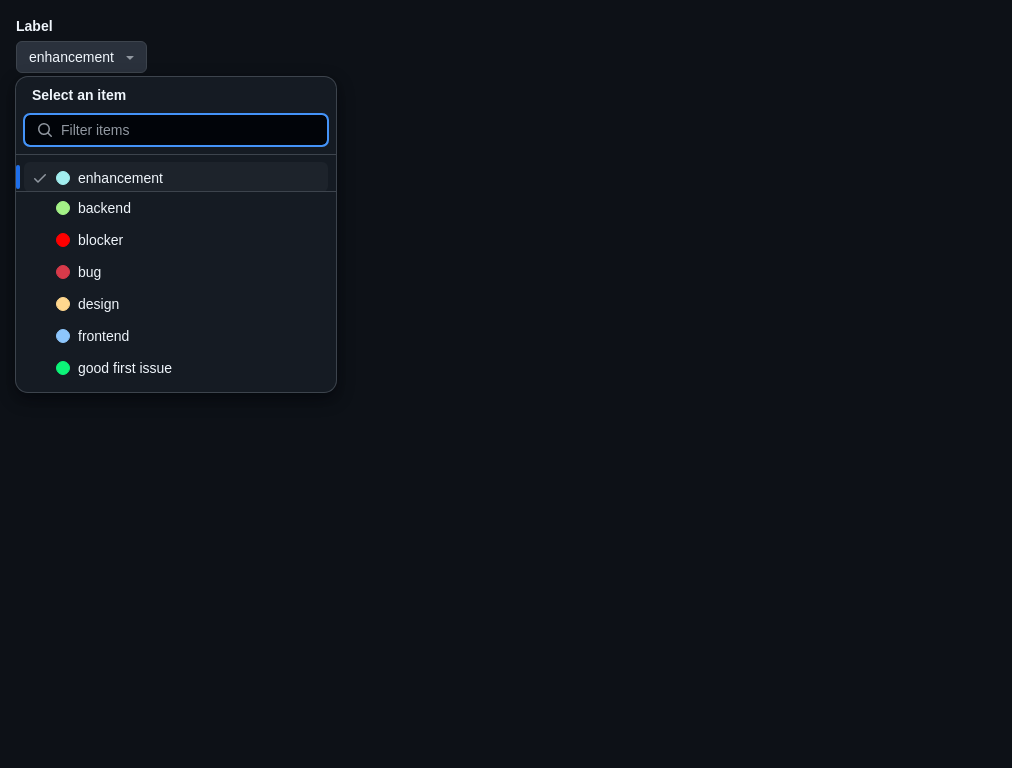 Label
enhancement
Select an item
Filter items
enhancement
backend
blocker
bug
design
frontend
good first issue